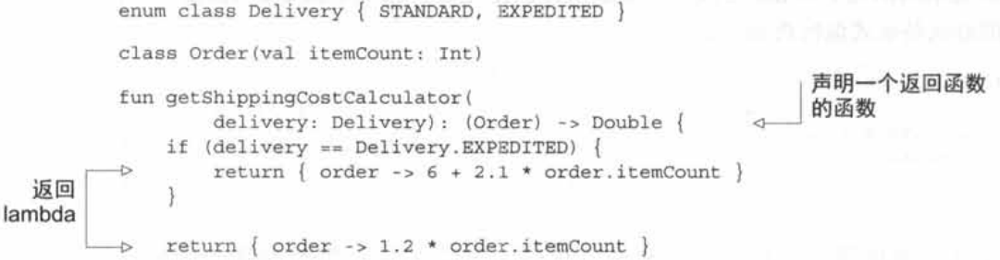 enum class Delivery { STANDARD, EXPEDITED }
class Order(val itemCount: Int)
fun getShippingCostCalculator(
delivery: Delivery): (Order) -> Double {
声明一个返回函数
的函数
if (delivery == Delivery.EXPEDITED) {
return { order -> 6 + 2.1 * order.itemCount }
}
返回
lambda
return { order -> 1.2 * order.itemCount }